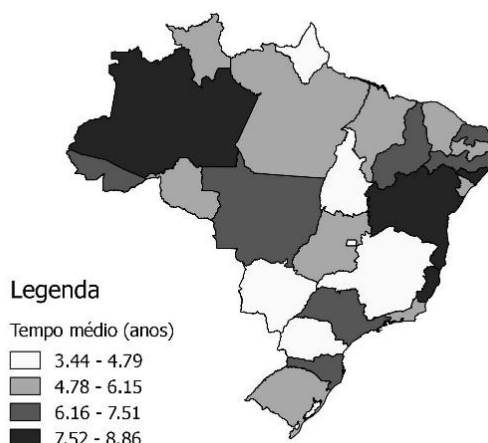 Legenda
Tempo médio (anos)
3.44 - 4.79
4.78 - 6.15
6.16 - 7.51
7.52 - 8.86